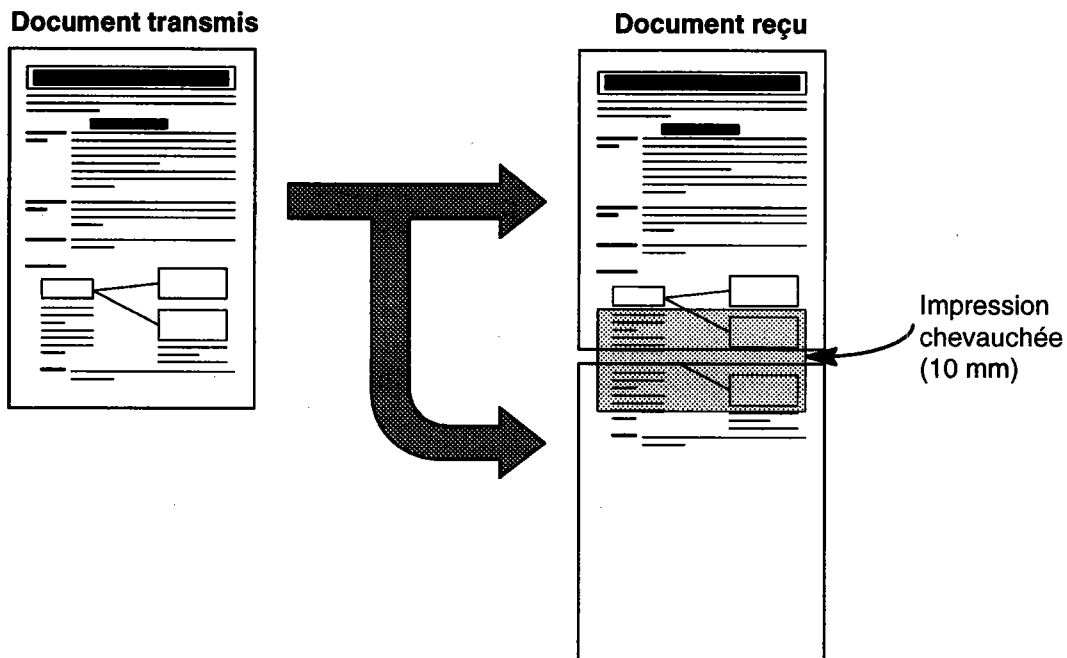 Document transmis
Document reçu
Impression
chevauchée
(10 mm)